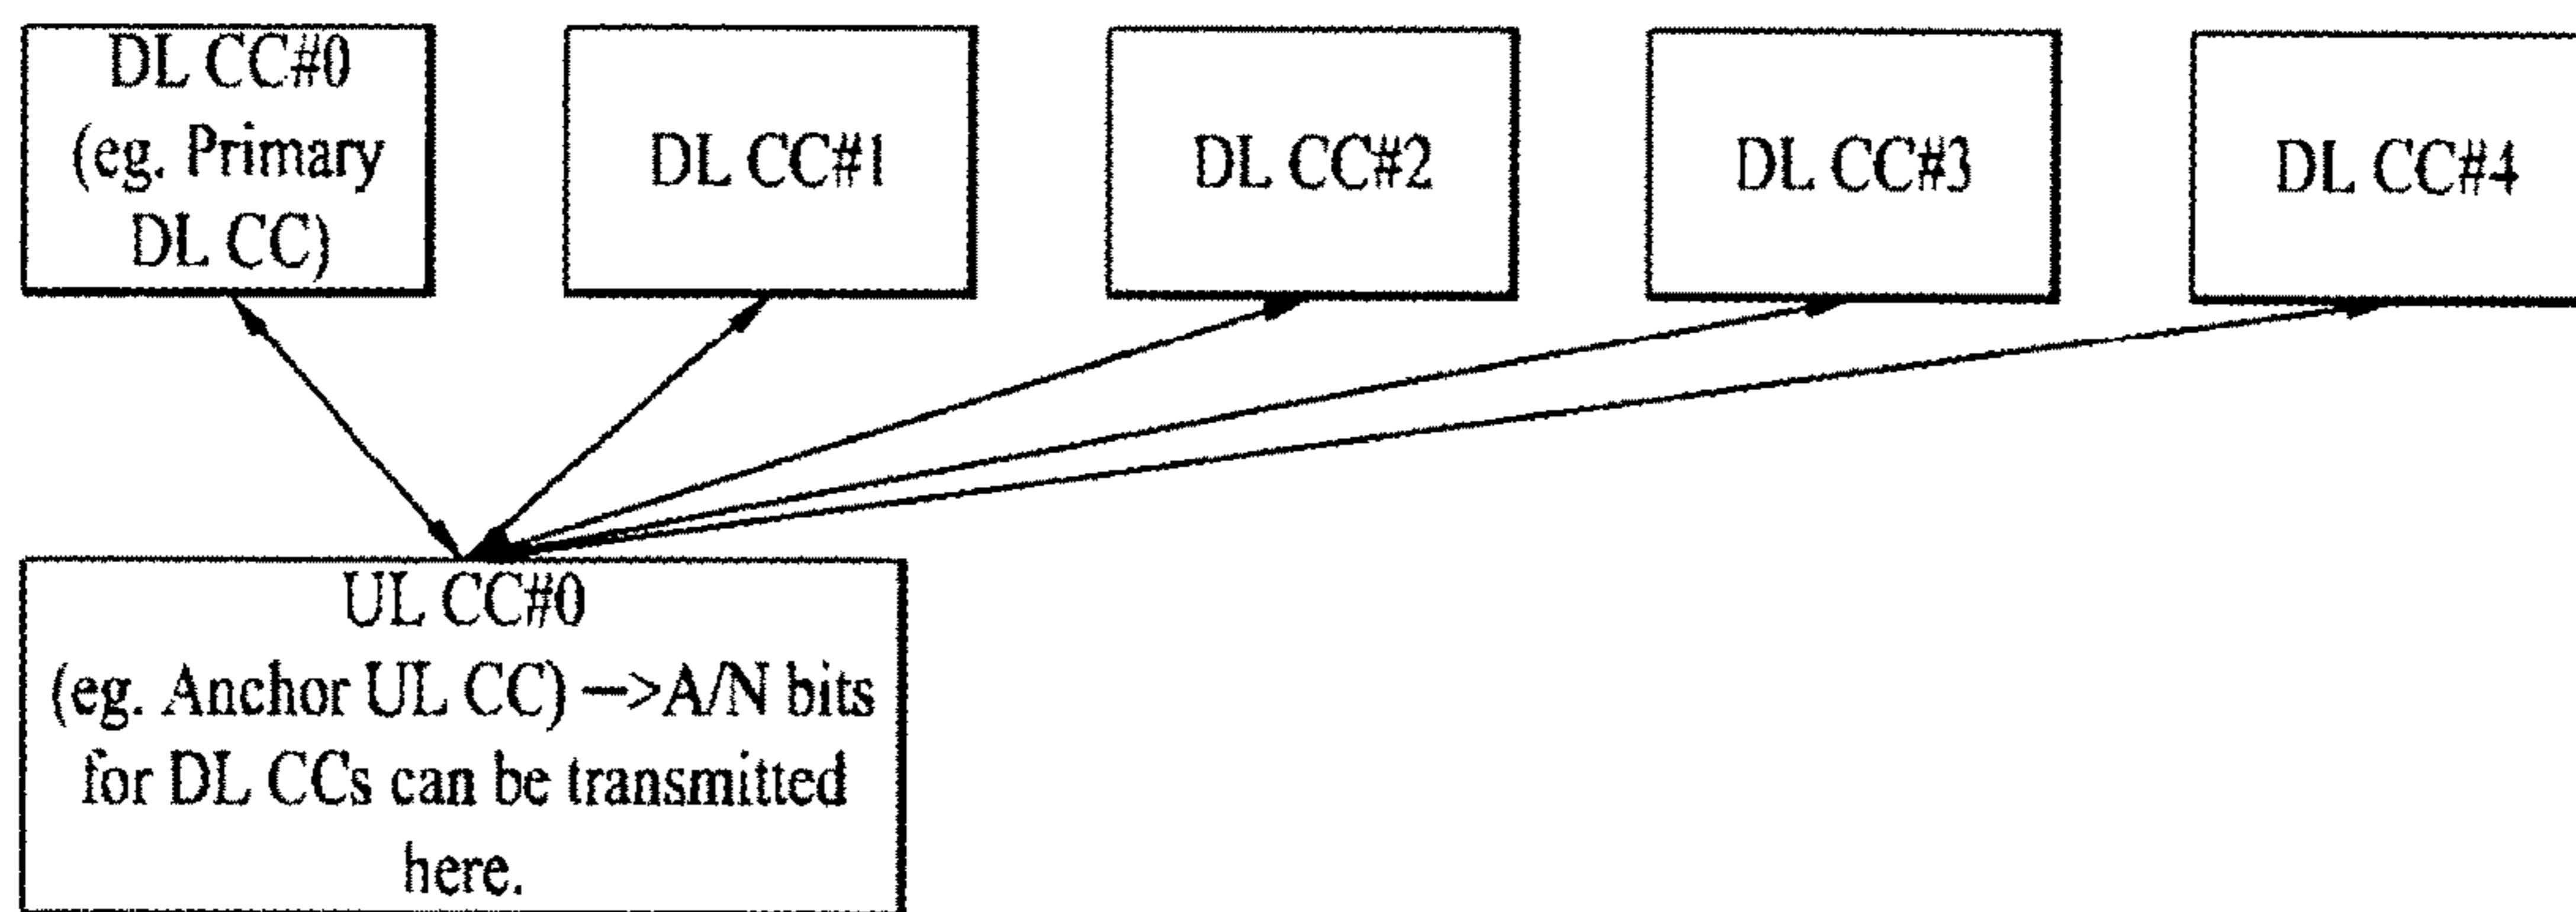 DL CC#0
(eg. Primary
DL CC)
DL CC#1
DL CC#2
DL CC#3
DL CC#4
UL CC#0
(eg. Anchor UL CC) —>A/N bits
for DL CCs can be transmitted
here.